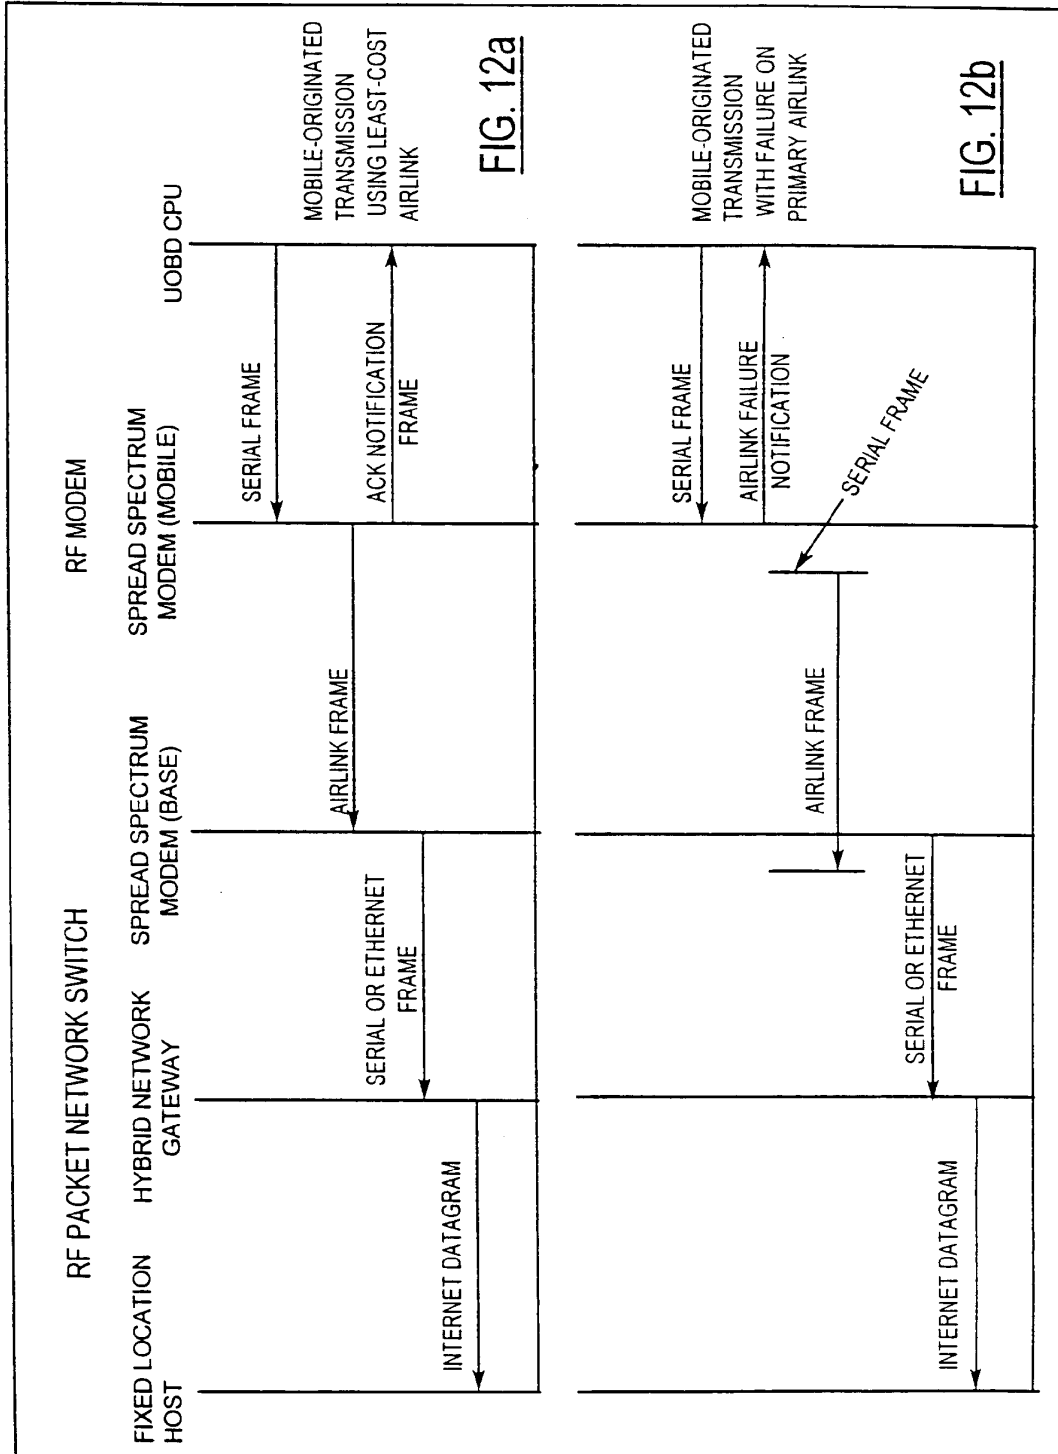 RF PACKET NETWORK SWITCH
RF MODEM
FIXED LOCATION
HOST
HYBRID NETWORK
GATEWAY
SPREAD SPECTRUM
MODEM (BASE)
SPREAD SPECTRUM
MODEM (MOBILE)
UOBD CPU
SERIAL FRAME
AIRLINK FRAME
ACK NOTIFICATION
FRAME
SERIAL OR ETHERNET
FRAME
INTERNET DATAGRAM
MOBILE-ORIGINATED
TRANSMISSION
USING LEAST-COST
AIRLINK
FIG. 12a
SERIAL FRAME
AIRLINK FAILURE
NOTIFICATION
SERIAL FRAME
AIRLINK FRAME
SERIAL OR ETHERNET
FRAME
INTERNET DATAGRAM
MOBILE-ORIGINATED
TRANSMISSION
WITH FAILURE ON
PRIMARY AIRLINK
FIG. 12b